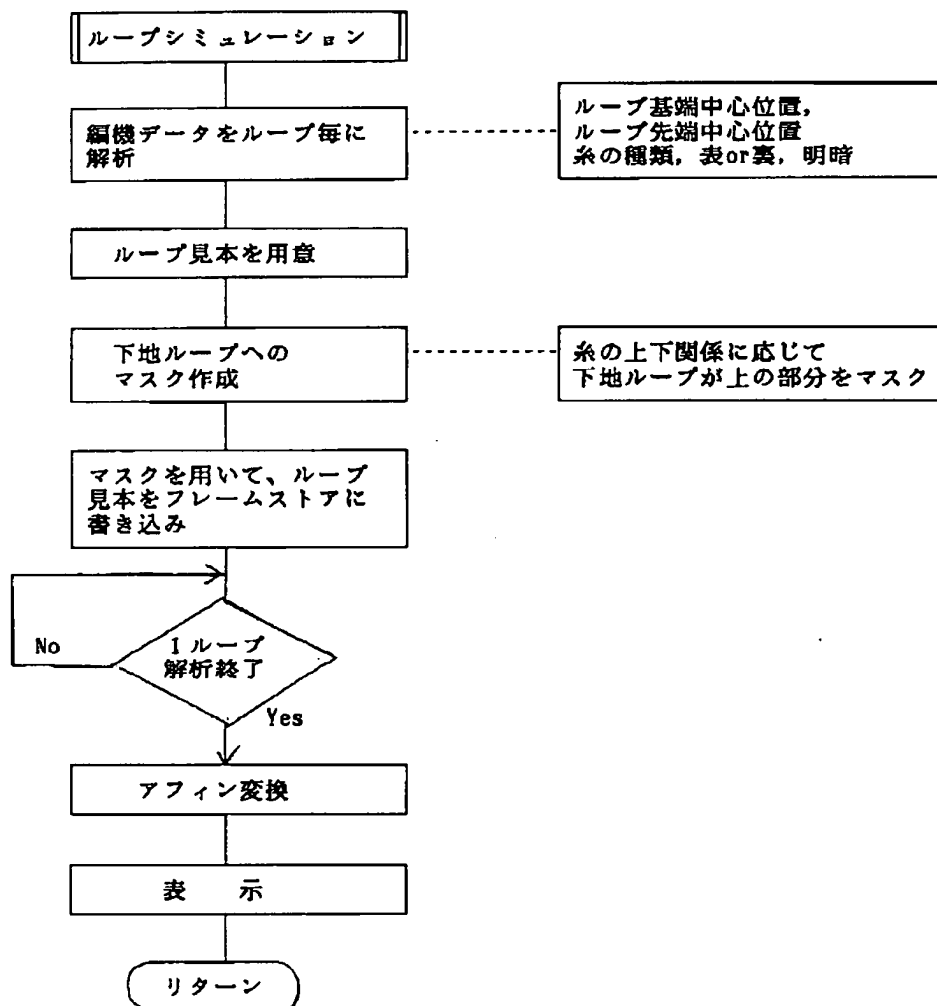 ループシミュレーション
編機データをループ毎に
解析
ループ基端中心位置,
ループ先端中心位置
糸の種類, 表or裏, 明暗
ループ見本を用意
下地ループへの
マスク作成
糸の上下関係に応じて
下地ループが上の部分をマスク
マスクを用いて、ループ
見本をフレームストアに
書き込み
No
Iループ
解析終了
Yes
アフィン変換
表 示
リターン